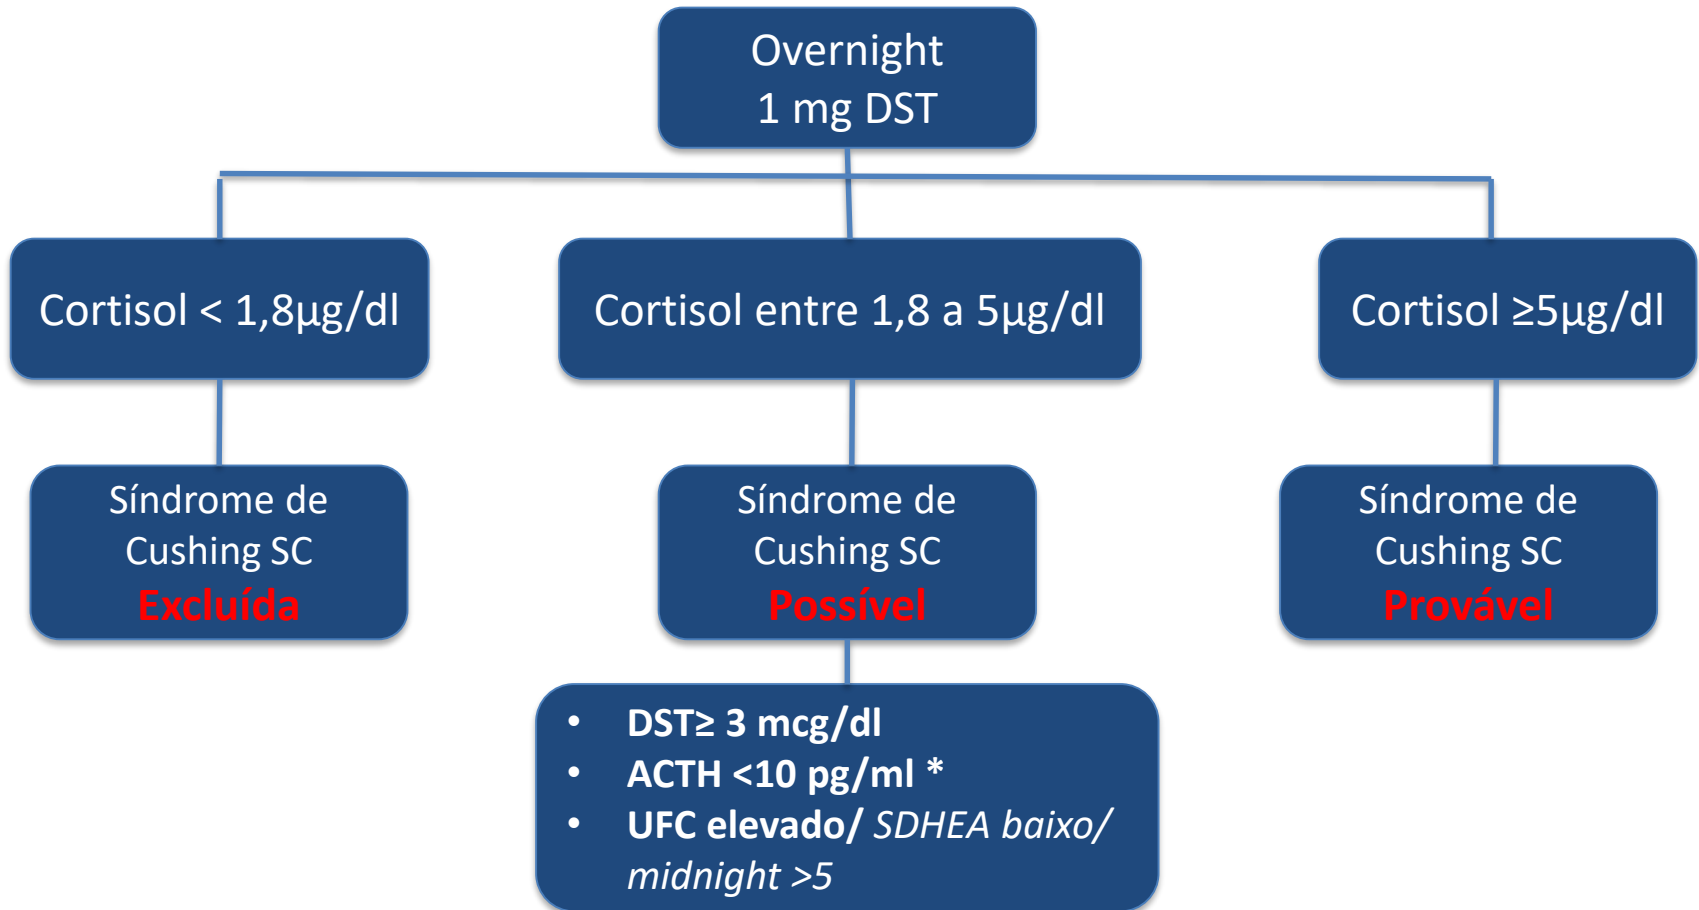 Overnight
1 mg DST
Cortisol < 1,8µg/dl
Cortisol entre 1,8 a 5µg/dl
Cortisol ≥5µg/dl
Síndrome de
Cushing SC
Excluída
Síndrome de
Cushing SC
Possível
Síndrome de
Cushing SC
Provável
• DST≥ 3 mcg/dl
• ACTH <10 pg/ml *
• UFC elevado/ SDHEA baixo/
midnight >5